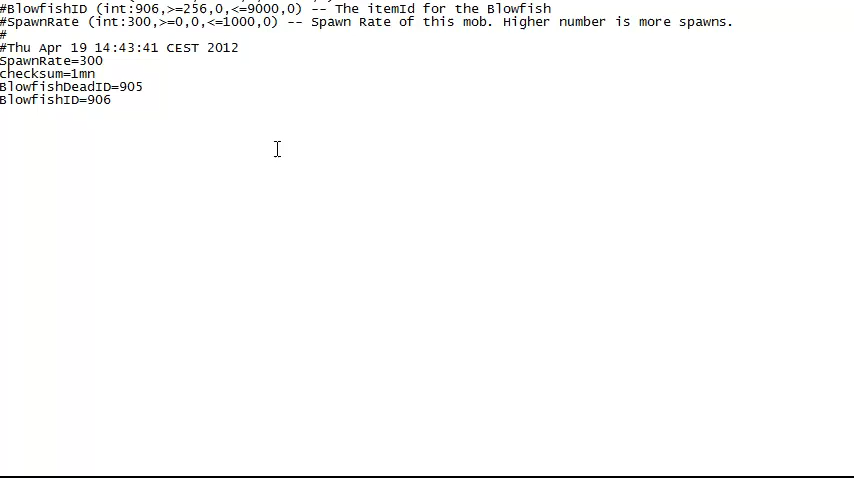 #BlowfishID (int:906,>=256,0,<=9000,0) -- The itemId for the Blowfish
#SpawnRate (int:300,>=0,0,<=1000,0) -- Spawn Rate of this mob. Higher number is more spawns.
#
#Thu Apr 19 14:43:41 CEST 2012
SpawnRate=300
checksum=1mn
BlowfishDeadID=905
BlowfishID=906